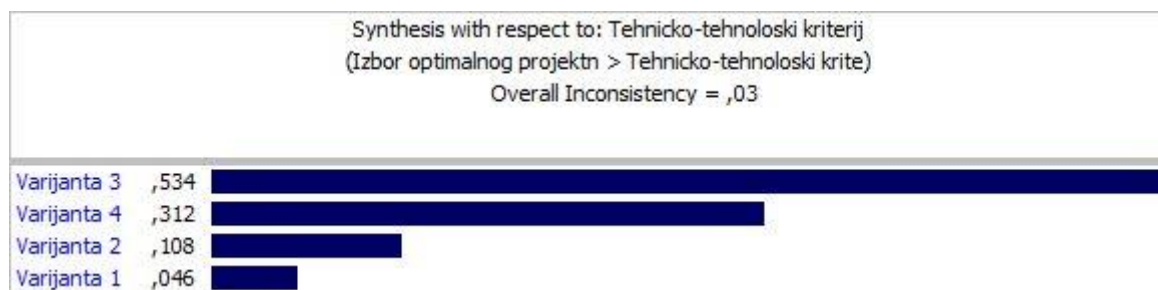 Synthesis with respect to: Tehnicko-tehnoloski kriterij
(Izbor optimalnog projektn > Tehnicko-tehnoloski krite)
Overall Inconsistency = ,03
Varijanta 3 ,534
Varijanta 4 ,312
Varijanta 2 ,108
Varijanta 1 ,046